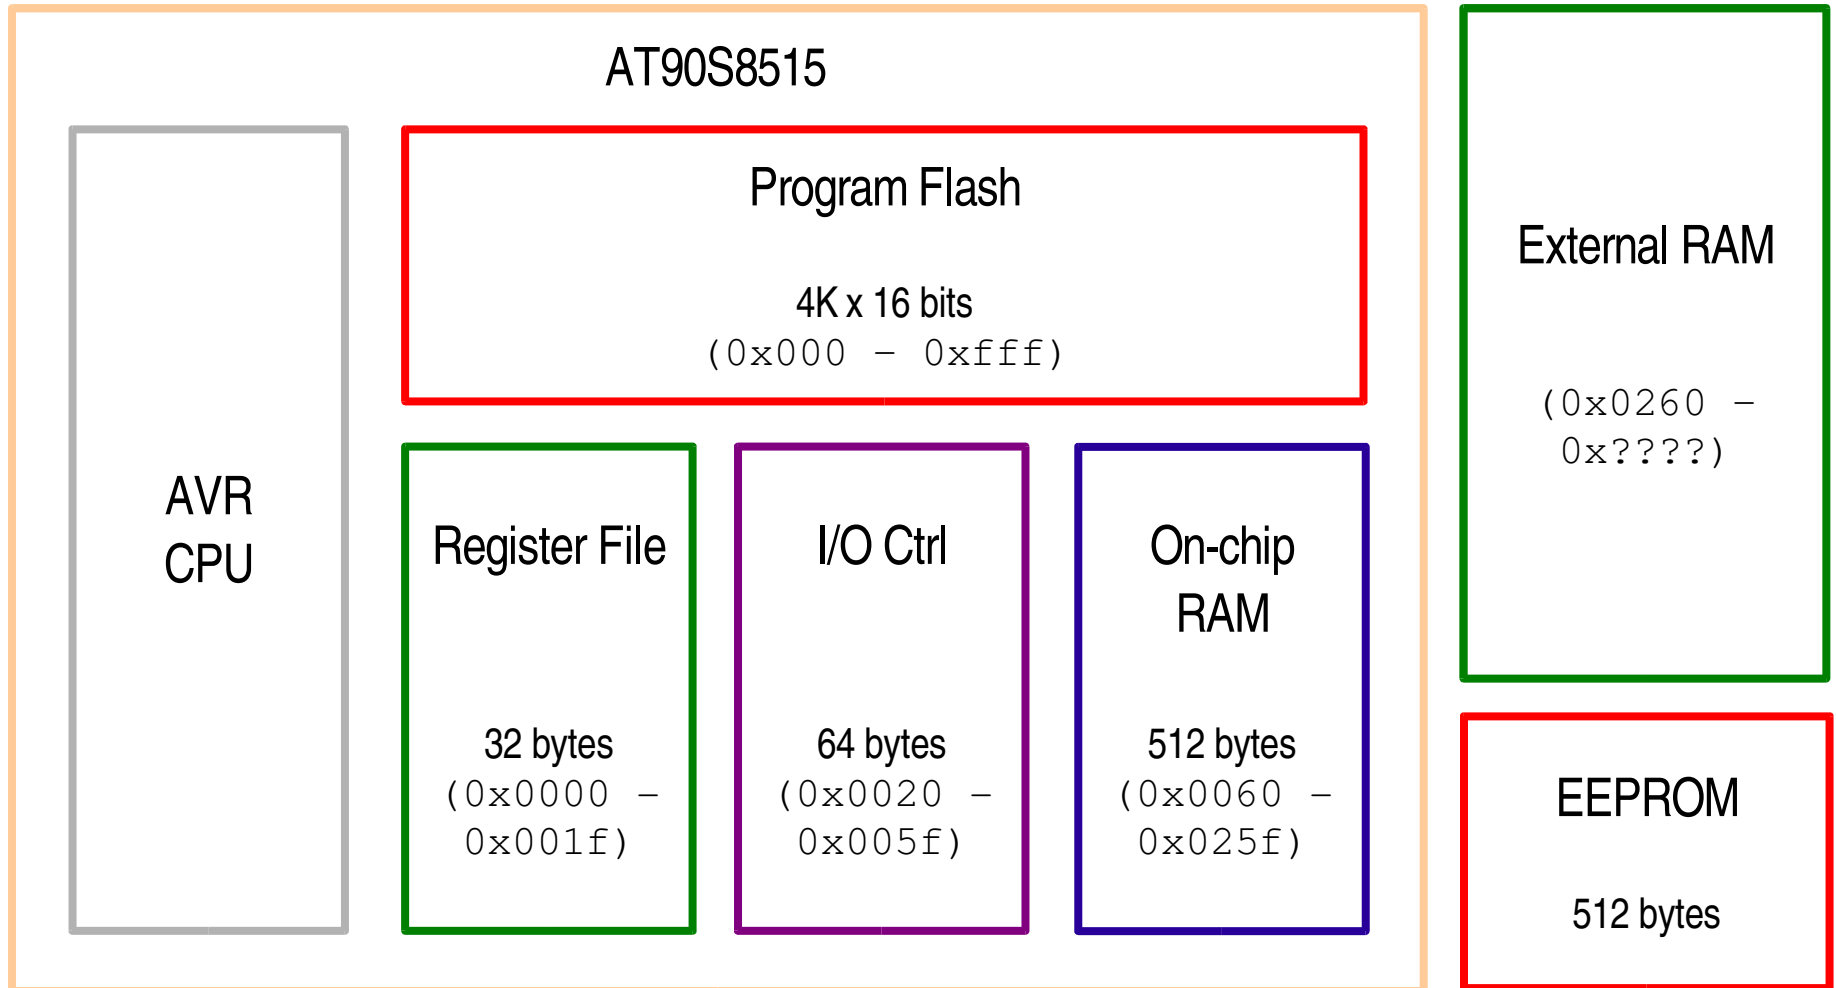 AT90S8515
Program Flash
4K x 16 bits
(0x000 – 0xfff)
AVR
CPU
Register File
32 bytes
(0x0000 –
0x001f)
I/O Ctrl
64 bytes
(0x0020 –
0x005f)
On-chip
RAM
512 bytes
(0x0060 –
0x025f)
External RAM
(0x0260 –
0x????)
EEPROM
512 bytes